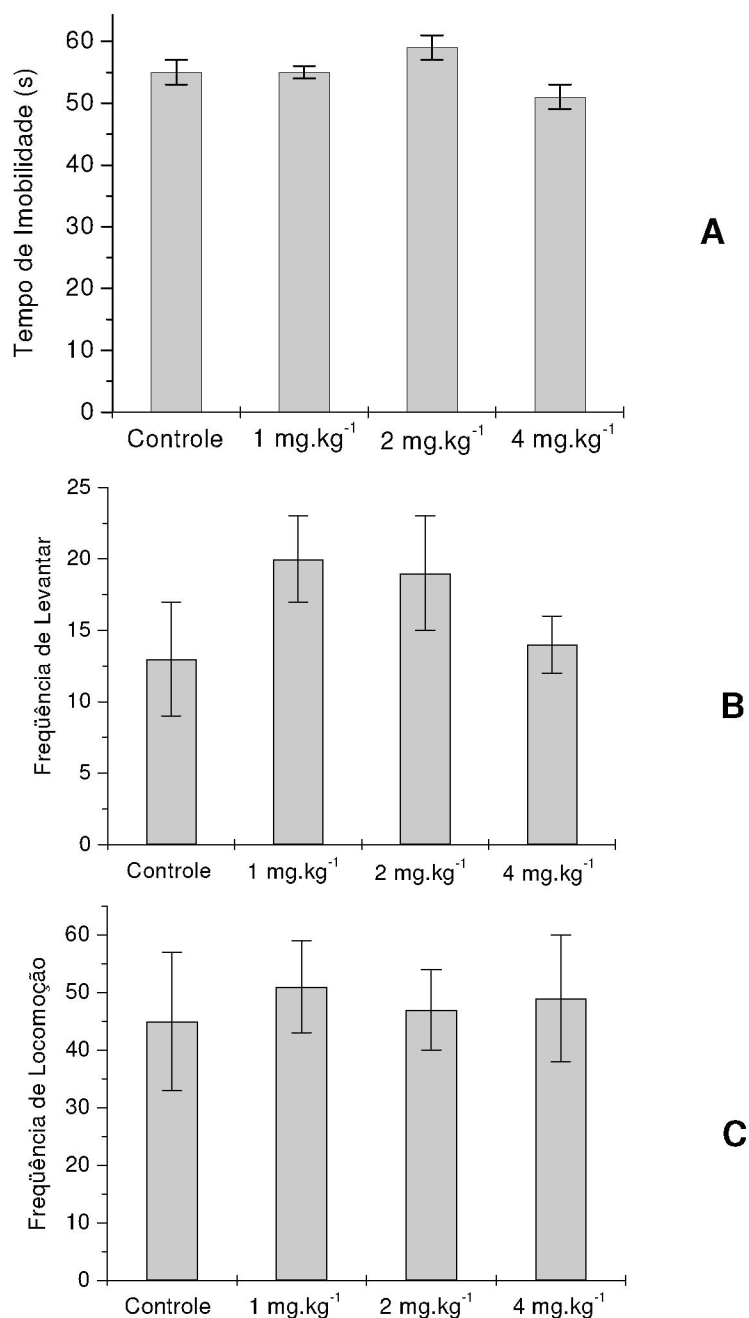 60
50
40
30
20
10
0
Tempo de Imobilidade (s)
Controle 1 mg.kg⁻¹ 2 mg.kg⁻¹ 4 mg.kg⁻¹
A
25
20
15
10
5
0
Freqüência de Levantar
Controle 1 mg.kg⁻¹ 2 mg.kg⁻¹ 4 mg.kg⁻¹
B
60
50
40
30
20
10
0
Freqüência de Locomoção
Controle 1 mg.kg⁻¹ 2 mg.kg⁻¹ 4 mg.kg⁻¹
C